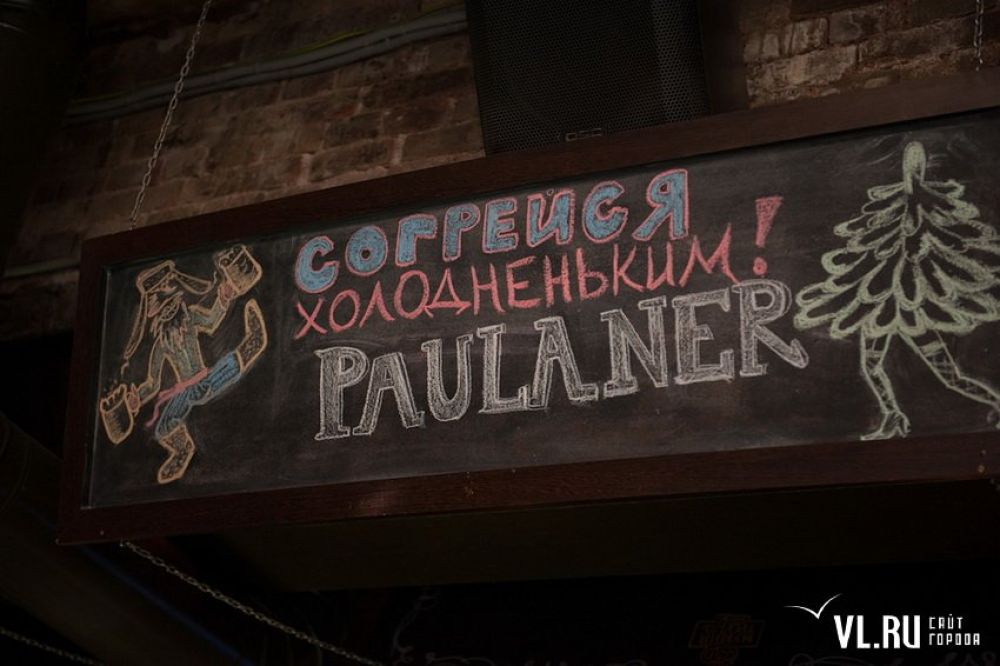 СОГРЕЙСЯ
ХОЛОДНЕНЬКИМ!
PAULANER
VL.RU САЙТ
ГОРОДА